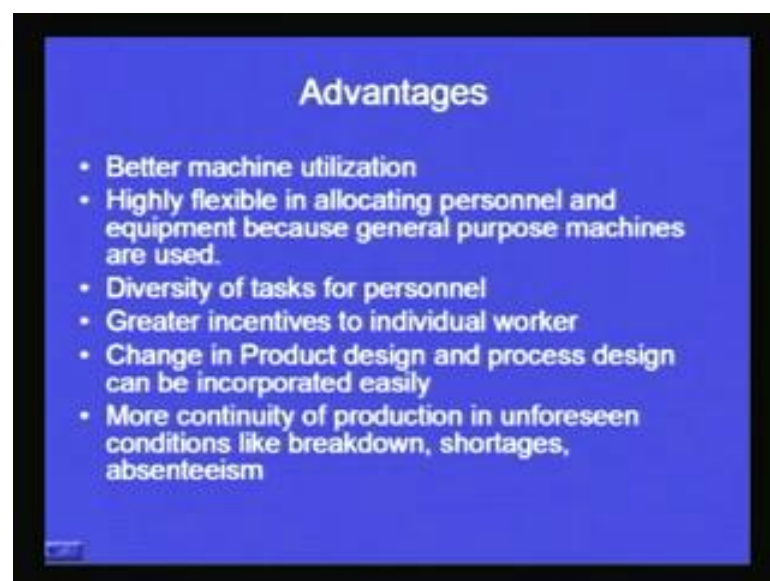 Advantages
• Better machine utilization
• Highly flexible in allocating personnel and
equipment because general purpose machines
are used.
• Diversity of tasks for personnel
• Greater incentives to individual worker
• Change in Product design and process design
can be incorporated easily
• More continuity of production in unforeseen
conditions like breakdown, shortages,
absenteeism